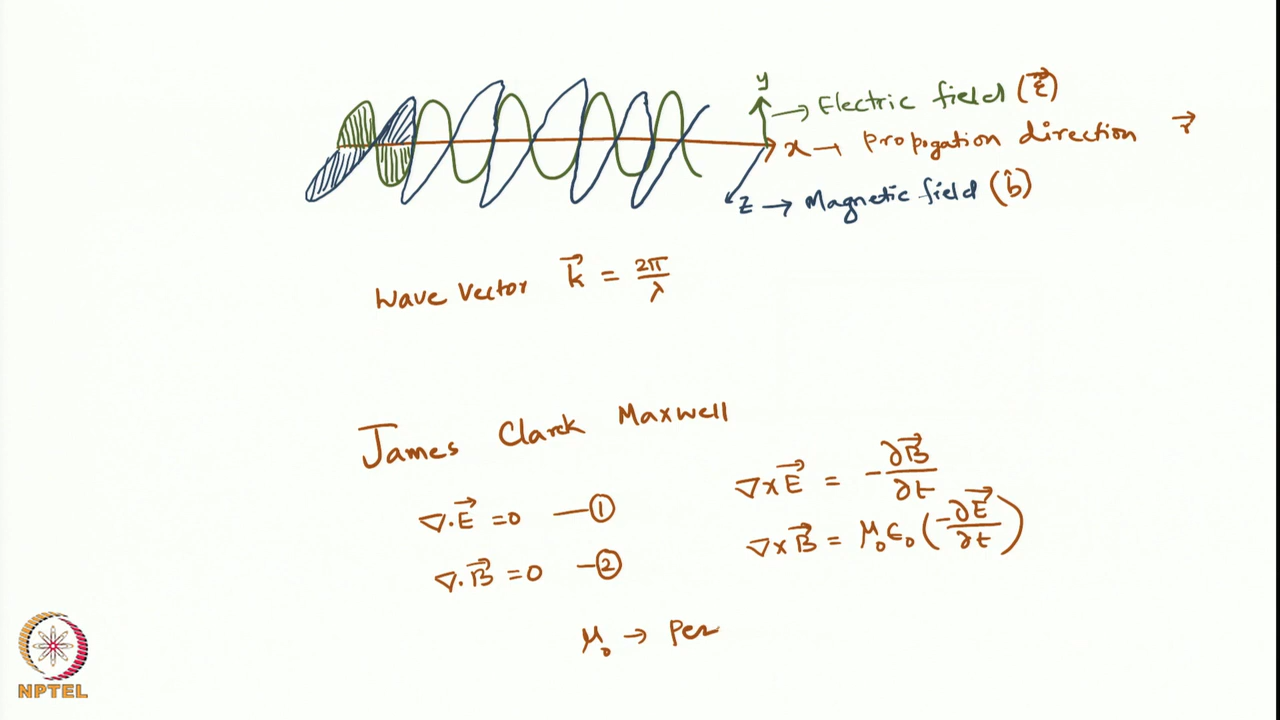 y
→ Electric field (E⃗)
x → Propogation direction r⃗
z → Magnetic field (b̂)
Wave Vector k⃗ = 2π/λ
James Clarck Maxwell
∇·E⃗ = 0 —①
∇·B⃗ = 0 —②
∇×E⃗ = -∂B⃗/∂t
∇×B⃗ = μ₀ε₀(-∂E⃗/∂t)
μ₀ → Per
NPTEL